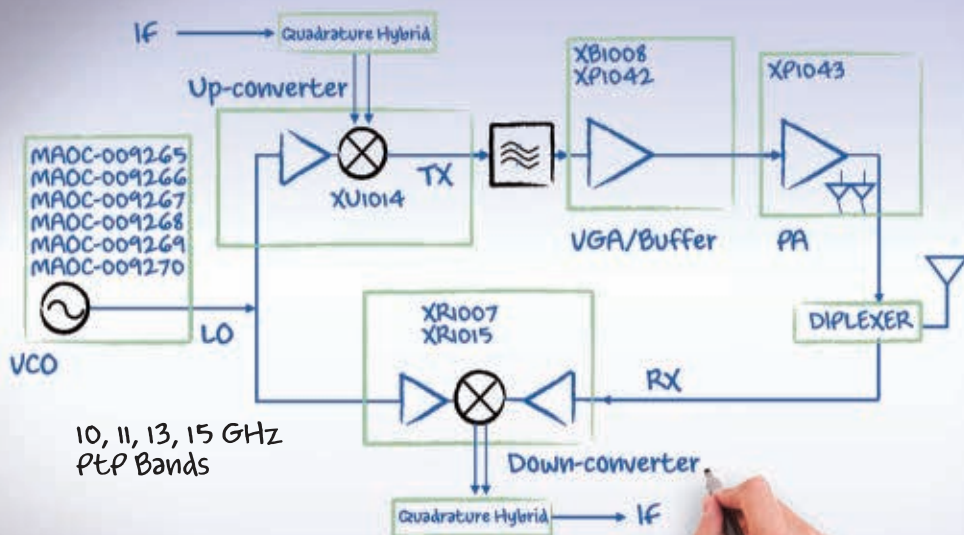 IF
Quadrature Hybrid
Up-converter
XB1008
XP1042
XP1043
MAOC-009265
MAOC-009266
MAOC-009267
MAOC-009268
MAOC-009269
MAOC-009270
TX
XU1014
VGA/Buffer
PA
XR1007
XR1015
DIPLEXER
LO
VCO
RX
10, 11, 13, 15 GHz
PtP Bands
Down-converter
Quadrature Hybrid
IF